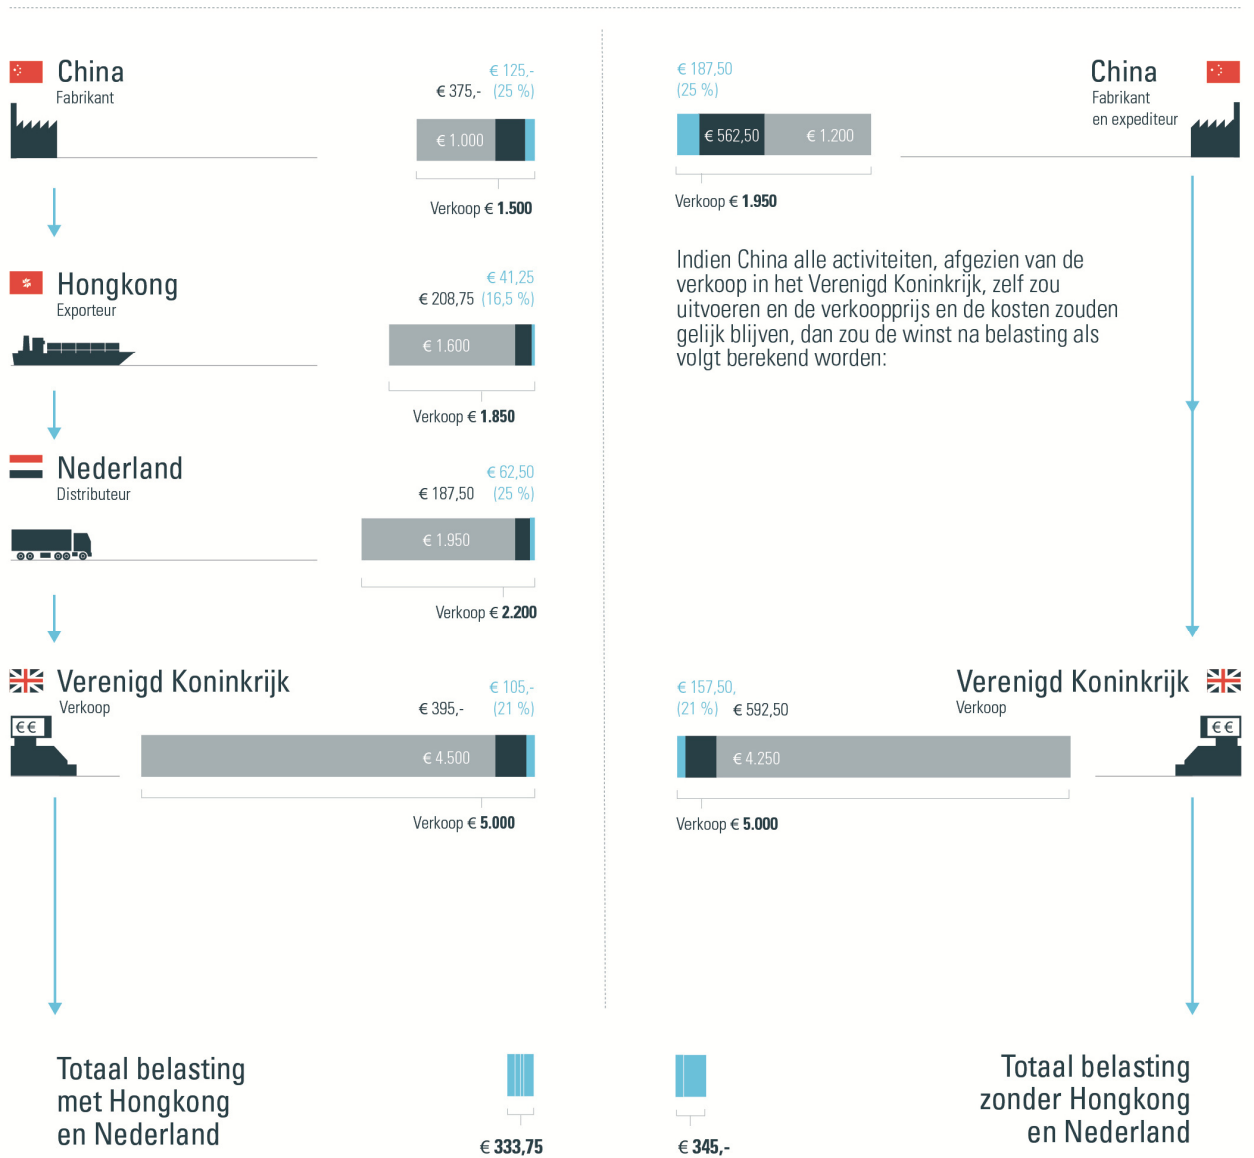 China
Fabrikant
€ 125,-
€ 375,- (25 %)
€ 1.000
Verkoop € 1.500
Hongkong
Exporteur
€ 41,25
€ 208,75 (16,5 %)
€ 1.600
Verkoop € 1.850
Nederland
Distributeur
€ 62,50
€ 187,50 (25 %)
€ 1.950
Verkoop € 2.200
Verenigd Koninkrijk
Verkoop
€ €
€ 105,-
€ 395,- (21 %)
€ 4.500
Verkoop € 5.000
Totaal belasting
met Hongkong
en Nederland
€ 333,75
China
Fabrikant
en expediteur
€ 187,50
(25 %)
€ 562,50 € 1.200
Verkoop € 1.950
Indien China alle activiteiten, afgezien van de
verkoop in het Verenigd Koninkrijk, zelf zou
uitvoeren en de verkoopprijs en de kosten zouden
gelijk blijven, dan zou de winst na belasting als
volgt berekend worden:
Verenigd Koninkrijk
Verkoop
€ €
€ 157,50,
(21 %) € 592,50
€ 4.250
Verkoop € 5.000
Totaal belasting
zonder Hongkong
en Nederland
€ 345,-